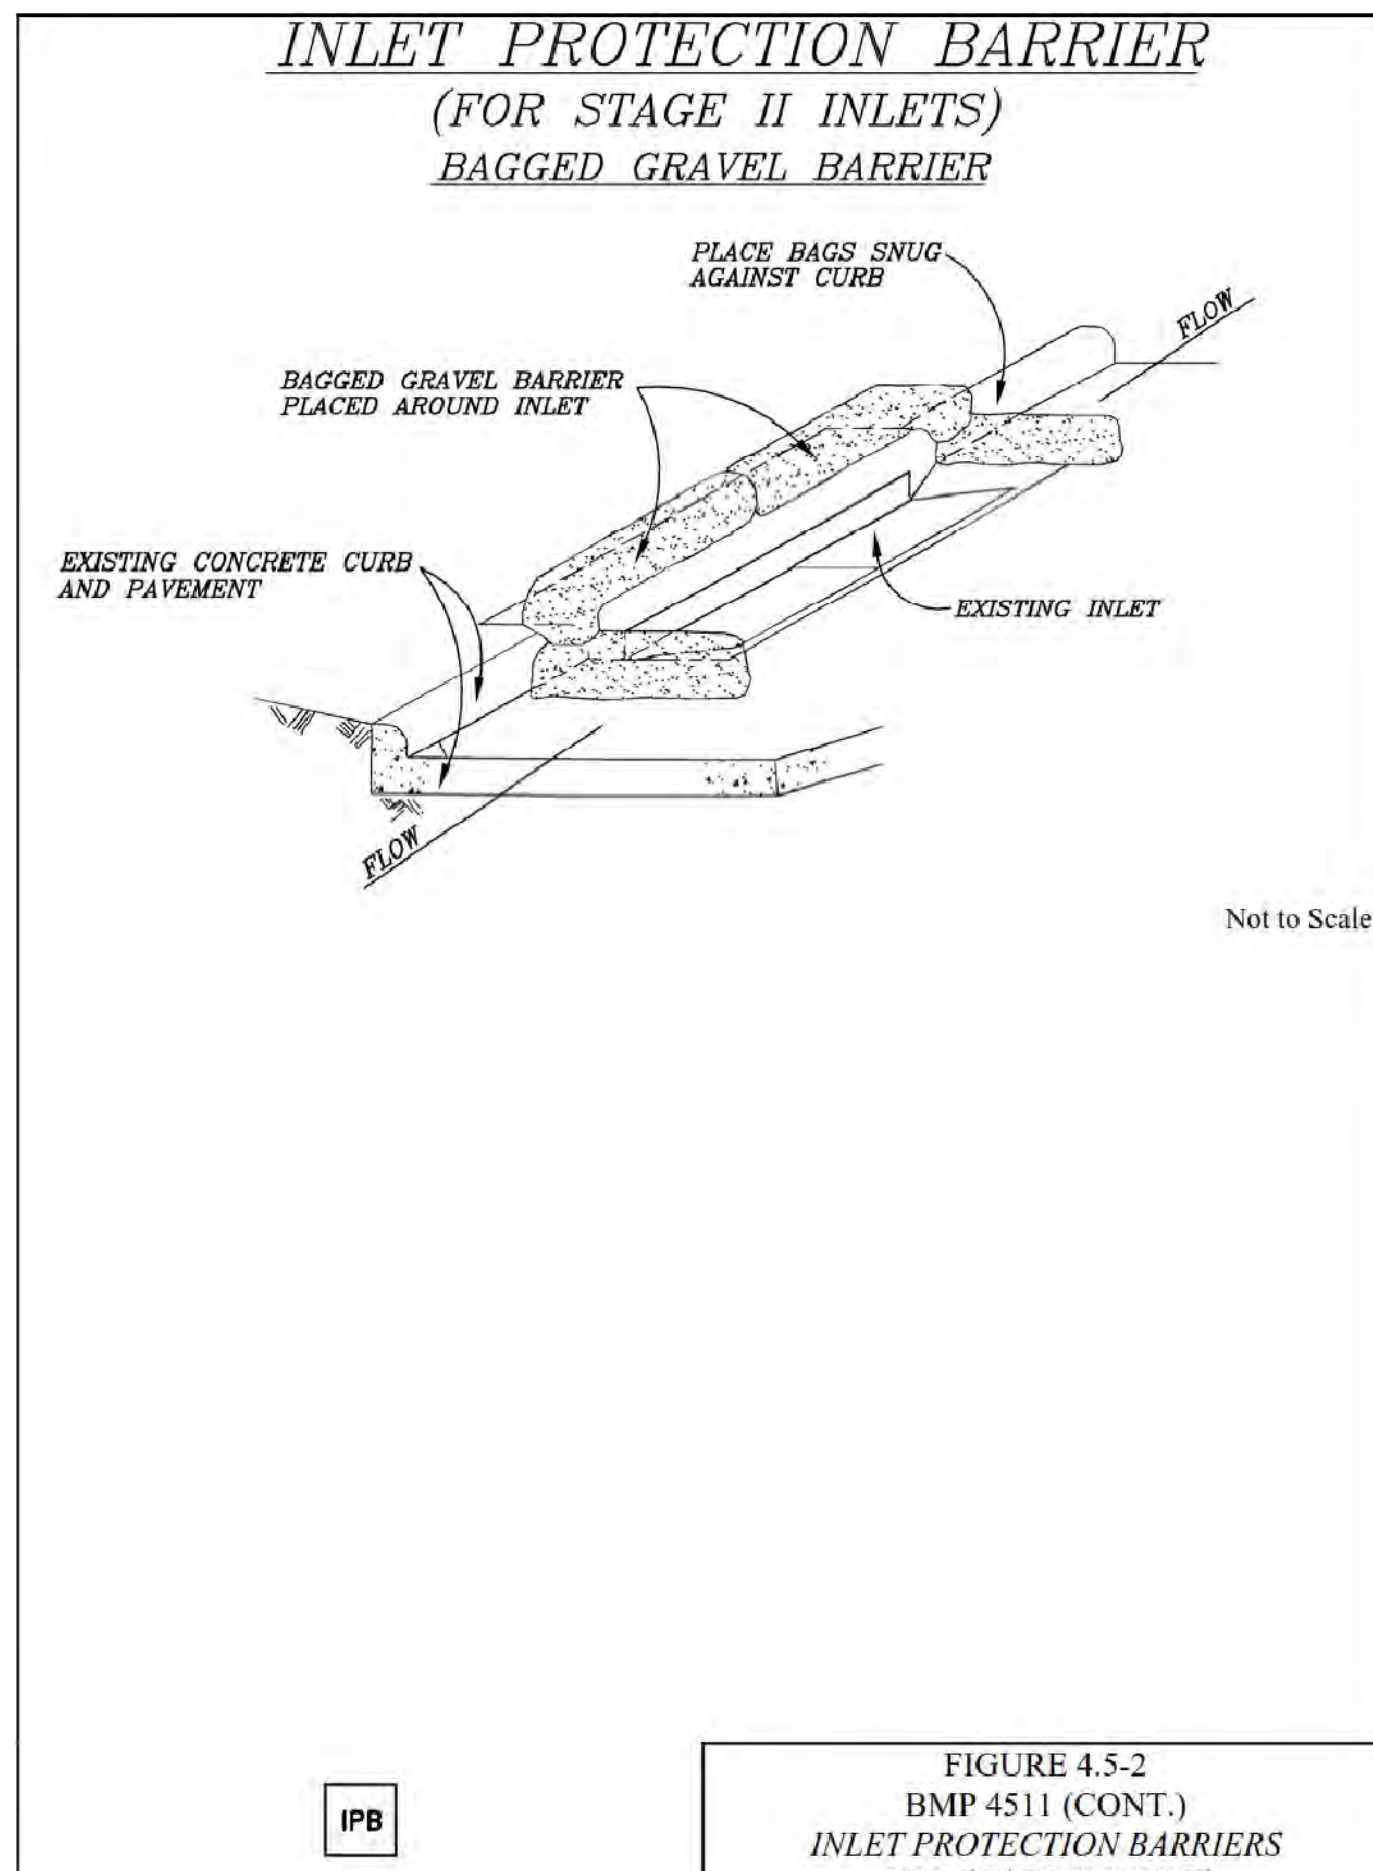 INLET PROTECTION BARRIER
(FOR STAGE II INLETS)
BAGGED GRAVEL BARRIER
PLACE BAGS SNUG
AGAINST CURB
FLOW
BAGGED GRAVEL BARRIER
PLACED AROUND INLET
EXISTING CONCRETE CURB
AND PAVEMENT
EXISTING INLET
FLOW
Not to Scale
IPB
FIGURE 4.5-2
BMP 4511 (CONT.)
INLET PROTECTION BARRIERS